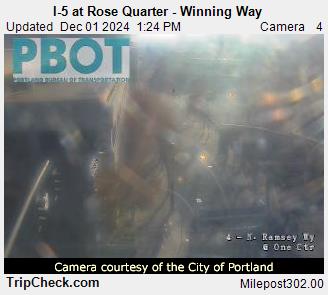 I-5 at Rose Quarter - Winning Way
Updated Dec 01 2024 1:24 PM Camera 4
PBOT
PORTLAND BUREAU OF TRANSPORTATION
4 - N. Ramsey Wy
@ One Ctr
Camera courtesy of the City of Portland
TripCheck.com Milepost302.00